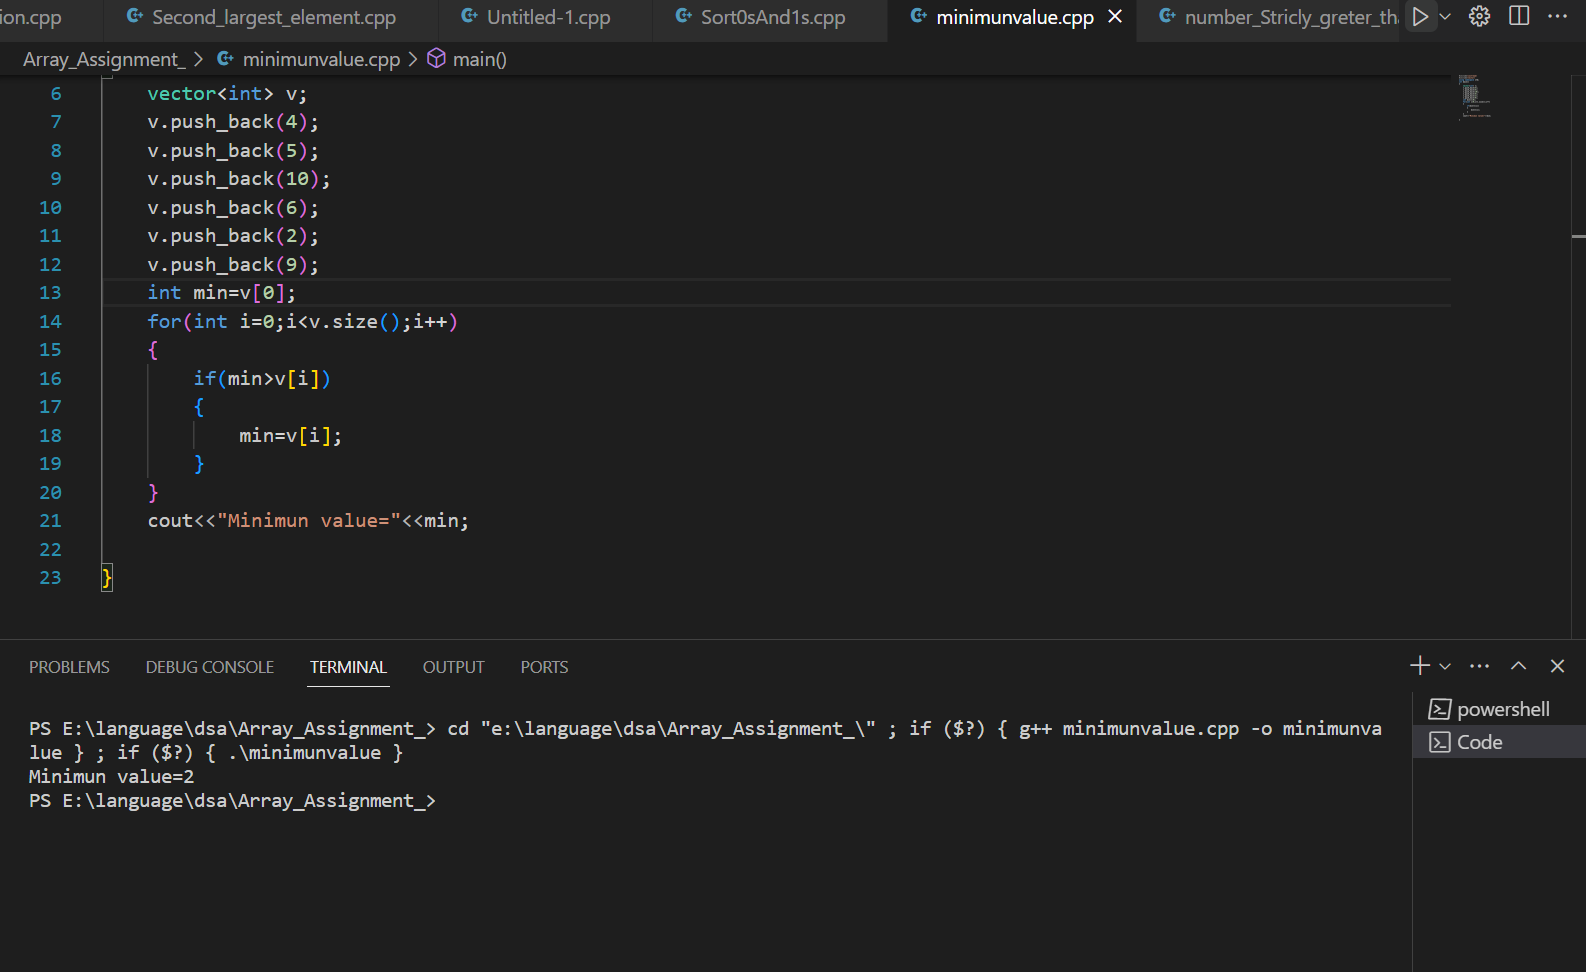 ion.cpp Second_largest_element.cpp Untitled-1.cpp Sort0sAnd1s.cpp minimunvalue.cpp number_Stricly_greter_tha
Array_Assignment_ > minimunvalue.cpp > main()
6 vector<int> v;
7 v.push_back(4);
8 v.push_back(5);
9 v.push_back(10);
10 v.push_back(6);
11 v.push_back(2);
12 v.push_back(9);
13 int min=v[0];
14 for(int i=0;i<v.size();i++)
15 {
16 if(min>v[i])
17 {
18 min=v[i];
19 }
20 }
21 cout<<"Minimun value="<<min;
22
23 }
PROBLEMS DEBUG CONSOLE TERMINAL OUTPUT PORTS
PS E:\language\dsa\Array_Assignment_> cd "e:\language\dsa\Array_Assignment_\" ; if ($?) { g++ minimunvalue.cpp -o minimunva
lue } ; if ($?) { .\minimunvalue }
Minimun value=2
PS E:\language\dsa\Array_Assignment_>
powershell
Code